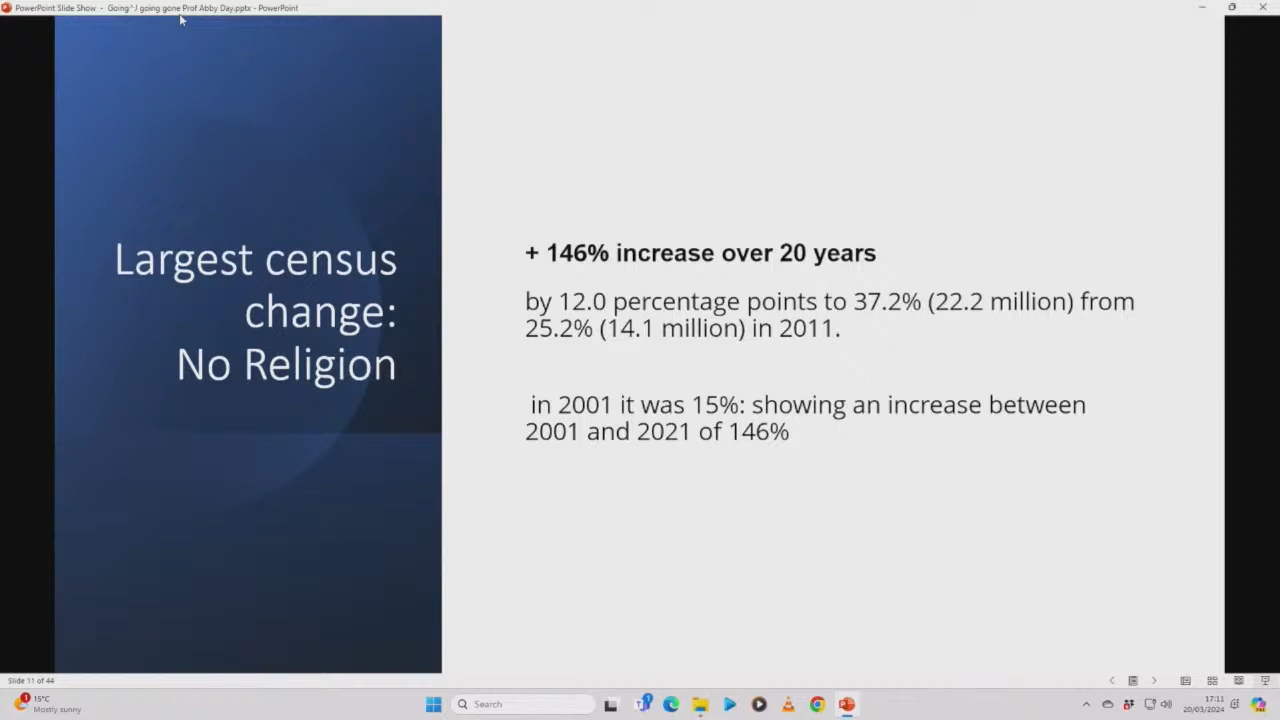 PowerPoint Slide Show - Going^J going gone Prof Abby Day.pptx - PowerPoint
Largest census
change:
No Religion
+ 146% increase over 20 years
by 12.0 percentage points to 37.2% (22.2 million) from
25.2% (14.1 million) in 2011.
in 2001 it was 15%: showing an increase between
2001 and 2021 of 146%
Slide 11 of 44
1
15°C
Mostly sunny
Search
1
17:11
20/03/2024